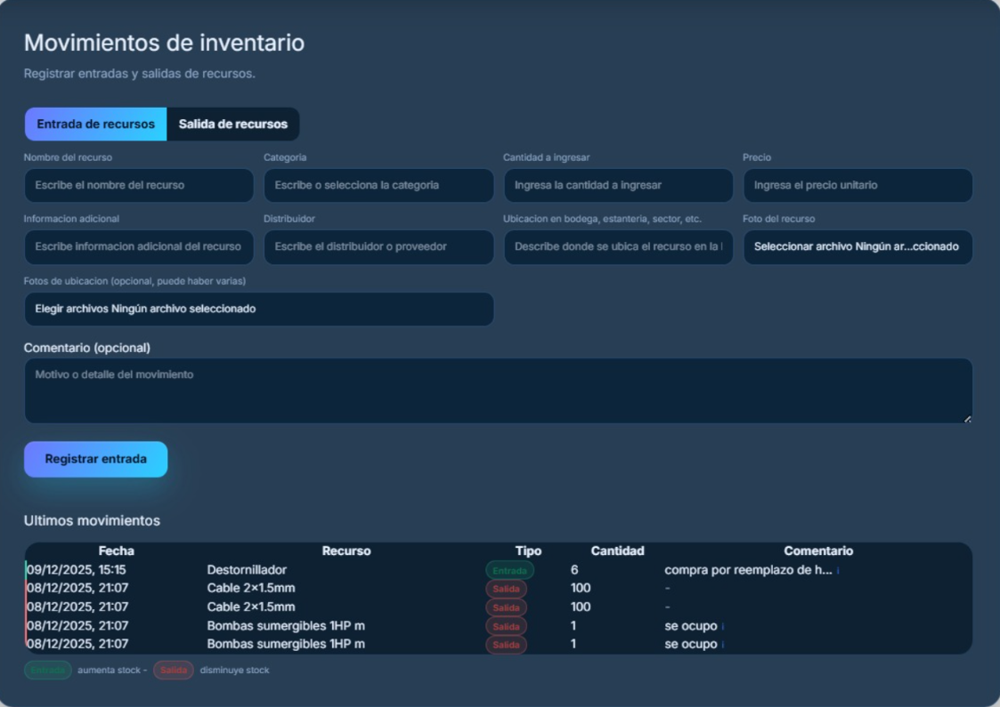 Movimientos de inventario
Registrar entradas y salidas de recursos.
Entrada de recursos Salida de recursos
Nombre del recurso Categoria Cantidad a ingresar Precio
Escribe el nombre del recurso Escribe o selecciona la categoria Ingresa la cantidad a ingresar Ingresa el precio unitario
Informacion adicional Distribuidor Ubicacion en bodega, estanteria, sector, etc. Foto del recurso
Escribe informacion adicional del recurso Escribe el distribuidor o proveedor Describe donde se ubica el recurso en la Seleccionar archivo Ningún ar...ccionado
Fotos de ubicacion (opcional, puede haber varias)
Elegir archivos Ningún archivo seleccionado
Comentario (opcional)
Motivo o detalle del movimiento
Registrar entrada
Ultimos movimientos
Fecha Recurso Tipo Cantidad Comentario
09/12/2025, 15:15 Destornillador Entrada 6 compra por reemplazo de h... i
08/12/2025, 21:07 Cable 2×1.5mm Salida 100 -
08/12/2025, 21:07 Cable 2×1.5mm Salida 100 -
08/12/2025, 21:07 Bombas sumergibles 1HP m Salida 1 se ocupo i
08/12/2025, 21:07 Bombas sumergibles 1HP m Salida 1 se ocupo i
Entrada aumenta stock - Salida disminuye stock